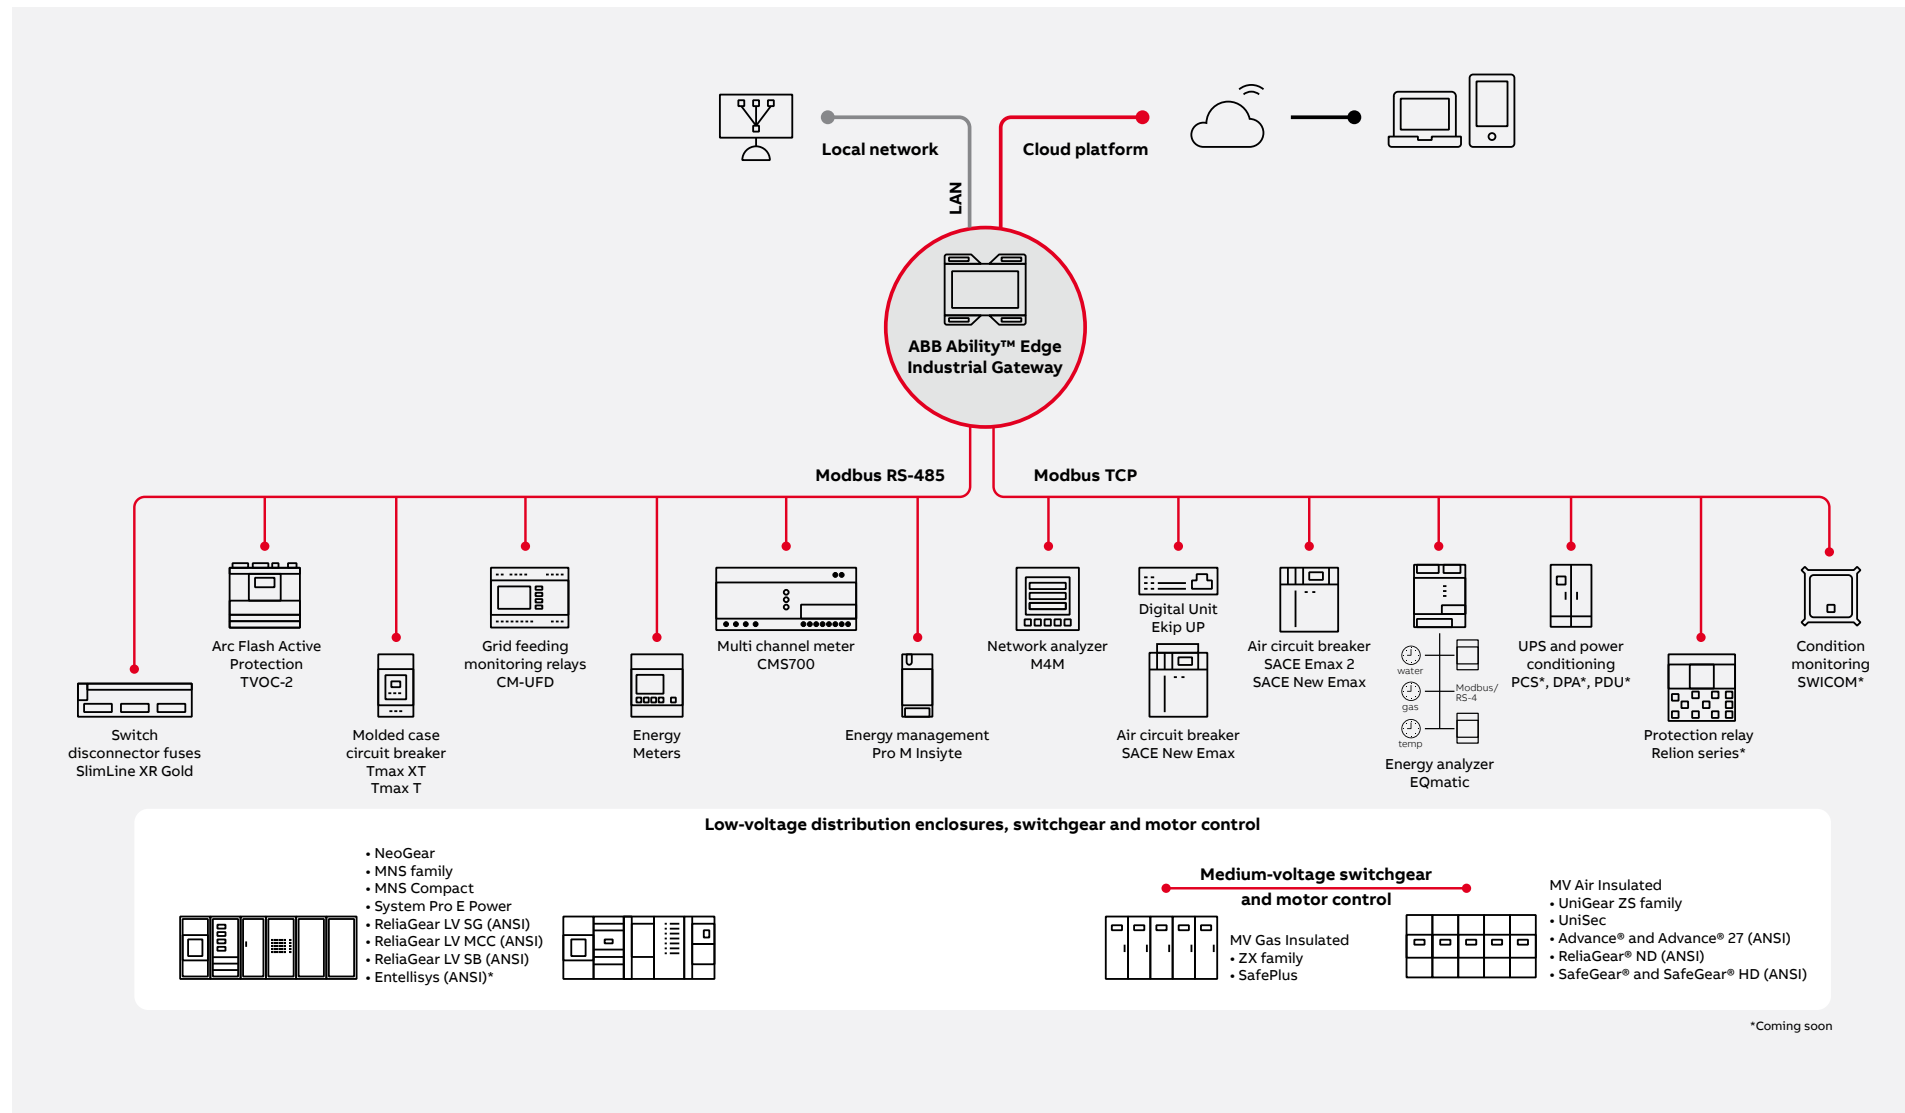 Local network
Cloud platform
LAN
ABB Ability™ Edge
Industrial Gateway
Modbus RS-485
Modbus TCP
Switch
disconnector fuses
SlimLine XR Gold
Arc Flash Active
Protection
TVOC-2
Molded case
circuit breaker
Tmax XT
Tmax T
Grid feeding
monitoring relays
CM-UFD
Energy
Meters
Multi channel meter
CMS700
Energy management
Pro M Insiyte
Network analyzer
M4M
Digital Unit
Ekip UP
Air circuit breaker
SACE New Emax
Air circuit breaker
SACE Emax 2
SACE New Emax
water
gas
temp
Modbus/
RS-4
Energy analyzer
EQmatic
UPS and power
conditioning
PCS*, DPA*, PDU*
Protection relay
Relion series*
Condition
monitoring
SWICOM*
Low-voltage distribution enclosures, switchgear and motor control
• NeoGear
• MNS family
• MNS Compact
• System Pro E Power
• ReliaGear LV SG (ANSI)
• ReliaGear LV MCC (ANSI)
• ReliaGear LV SB (ANSI)
• Entellisys (ANSI)*
Medium-voltage switchgear
and motor control
MV Gas Insulated
• ZX family
• SafePlus
MV Air Insulated
• UniGear ZS family
• UniSec
• Advance® and Advance® 27 (ANSI)
• ReliaGear® ND (ANSI)
• SafeGear® and SafeGear® HD (ANSI)
*Coming soon